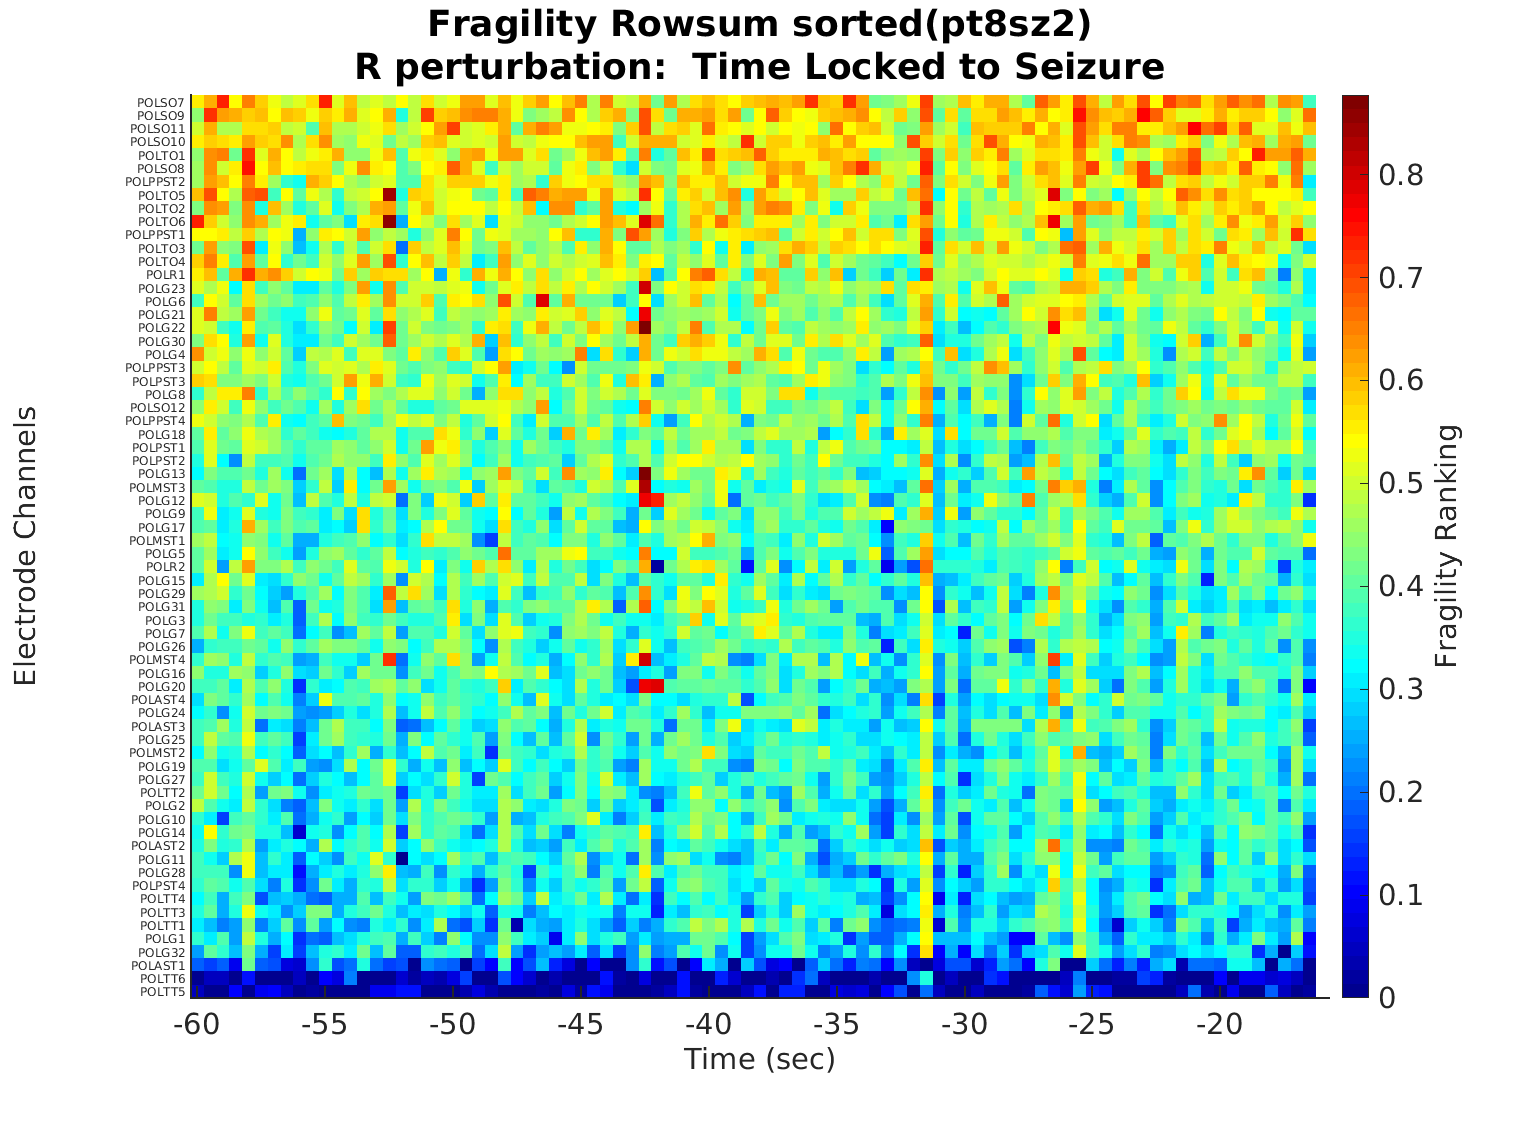 Fragility Rowsum sorted(pt8sz2)
R perturbation:  Time Locked to Seizure
Electrode Channels
POLSO7
POLSO9
POLSO11
POLSO10
POLTO1
POLSO8
POLPPST2
POLTO5
POLTO2
POLTO6
POLPPST1
POLTO3
POLTO4
POLR1
POLG23
POLG6
POLG21
POLG22
POLG30
POLG4
POLPPST3
POLPST3
POLG8
POLSO12
POLPPST4
POLG18
POLPST1
POLPST2
POLG13
POLMST3
POLG12
POLG9
POLG17
POLMST1
POLG5
POLR2
POLG15
POLG29
POLG31
POLG3
POLG7
POLG26
POLMST4
POLG16
POLG20
POLAST4
POLG24
POLAST3
POLG25
POLMST2
POLG19
POLG27
POLTT2
POLG2
POLG10
POLG14
POLAST2
POLG11
POLG28
POLPST4
POLTT4
POLTT3
POLTT1
POLG1
POLG32
POLAST1
POLTT6
POLTT5
-60 -55 -50 -45 -40 -35 -30 -25 -20
Time (sec)
0.8
0.7
0.6
0.5
0.4
0.3
0.2
0.1
0
Fragility Ranking